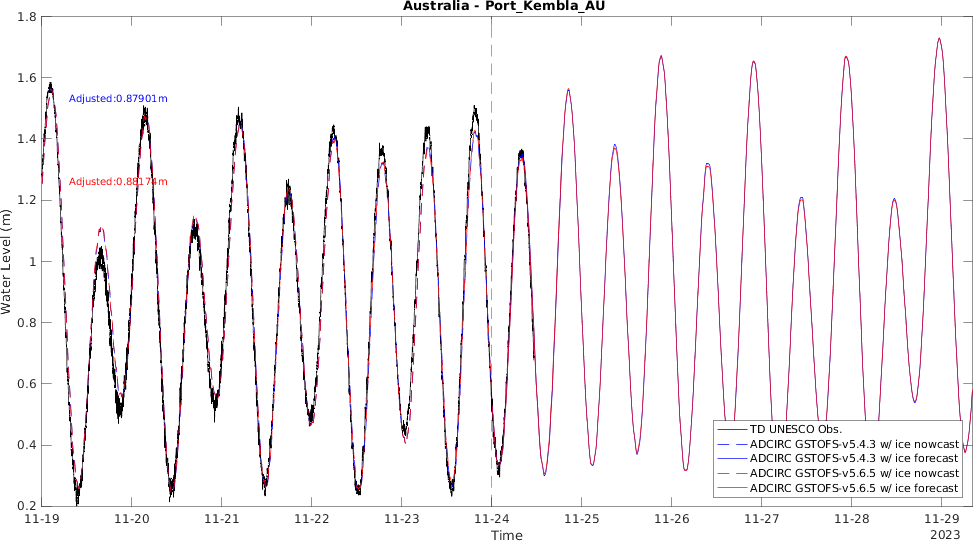 Australia - Port_Kembla_AU
1.8
1.6
1.4
1.2
1
0.8
0.6
0.4
0.2
Water Level (m)
Adjusted:0.87901m
Adjusted:0.88174m
TD UNESCO Obs.
ADCIRC GSTOFS-v5.4.3 w/ ice nowcast
ADCIRC GSTOFS-v5.4.3 w/ ice forecast
ADCIRC GSTOFS-v5.6.5 w/ ice nowcast
ADCIRC GSTOFS-v5.6.5 w/ ice forecast
11-19 11-20 11-21 11-22 11-23 11-24 11-25 11-26 11-27 11-28 11-29
2023
Time